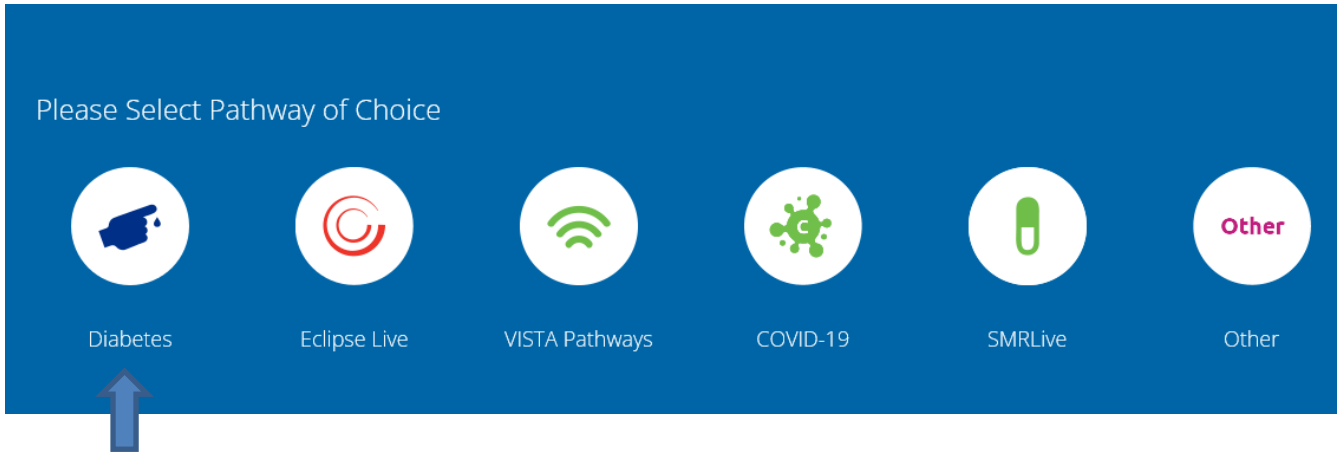 Please Select Pathway of Choice
Other
Diabetes Eclipse Live VISTA Pathways COVID-19 SMRLive Other